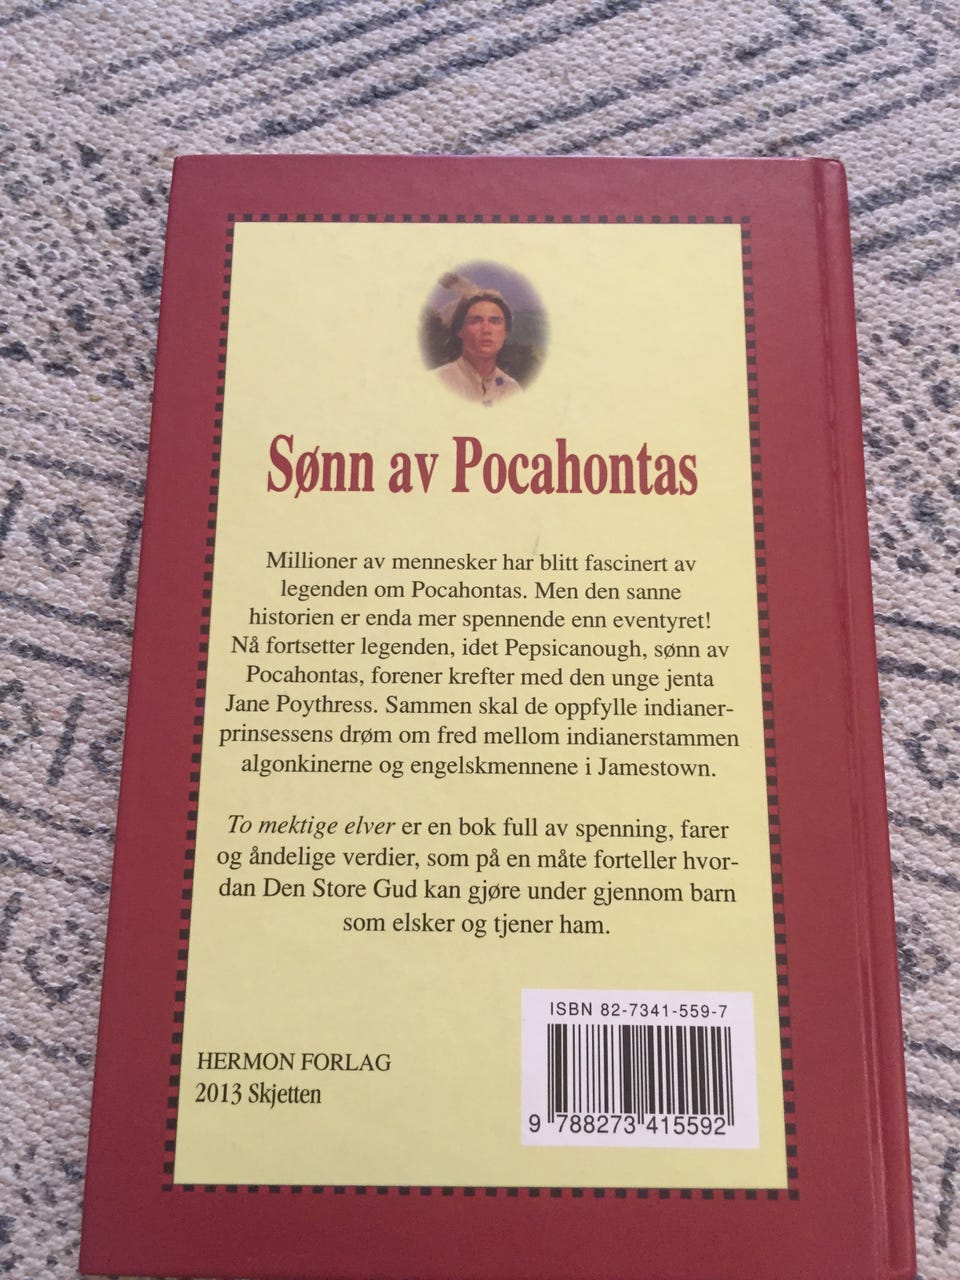 Sønn av Pocahontas
Millioner av mennesker har blitt fascinert av
legenden om Pocahontas. Men den sanne
historien er enda mer spennende enn eventyret!
Nå fortsetter legenden, idet Pepsicanough, sønn av
Pocahontas, forener krefter med den unge jenta
Jane Poythress. Sammen skal de oppfylle indianer-
prinsessens drøm om fred mellom indianerstammen
algonkinerne og engelskmennene i Jamestown.
To mektige elver er en bok full av spenning, farer
og åndelige verdier, som på en måte forteller hvor-
dan Den Store Gud kan gjøre under gjennom barn
som elsker og tjener ham.
ISBN 82-7341-559-7
HERMON FORLAG
2013 Skjetten
9 788273 415592